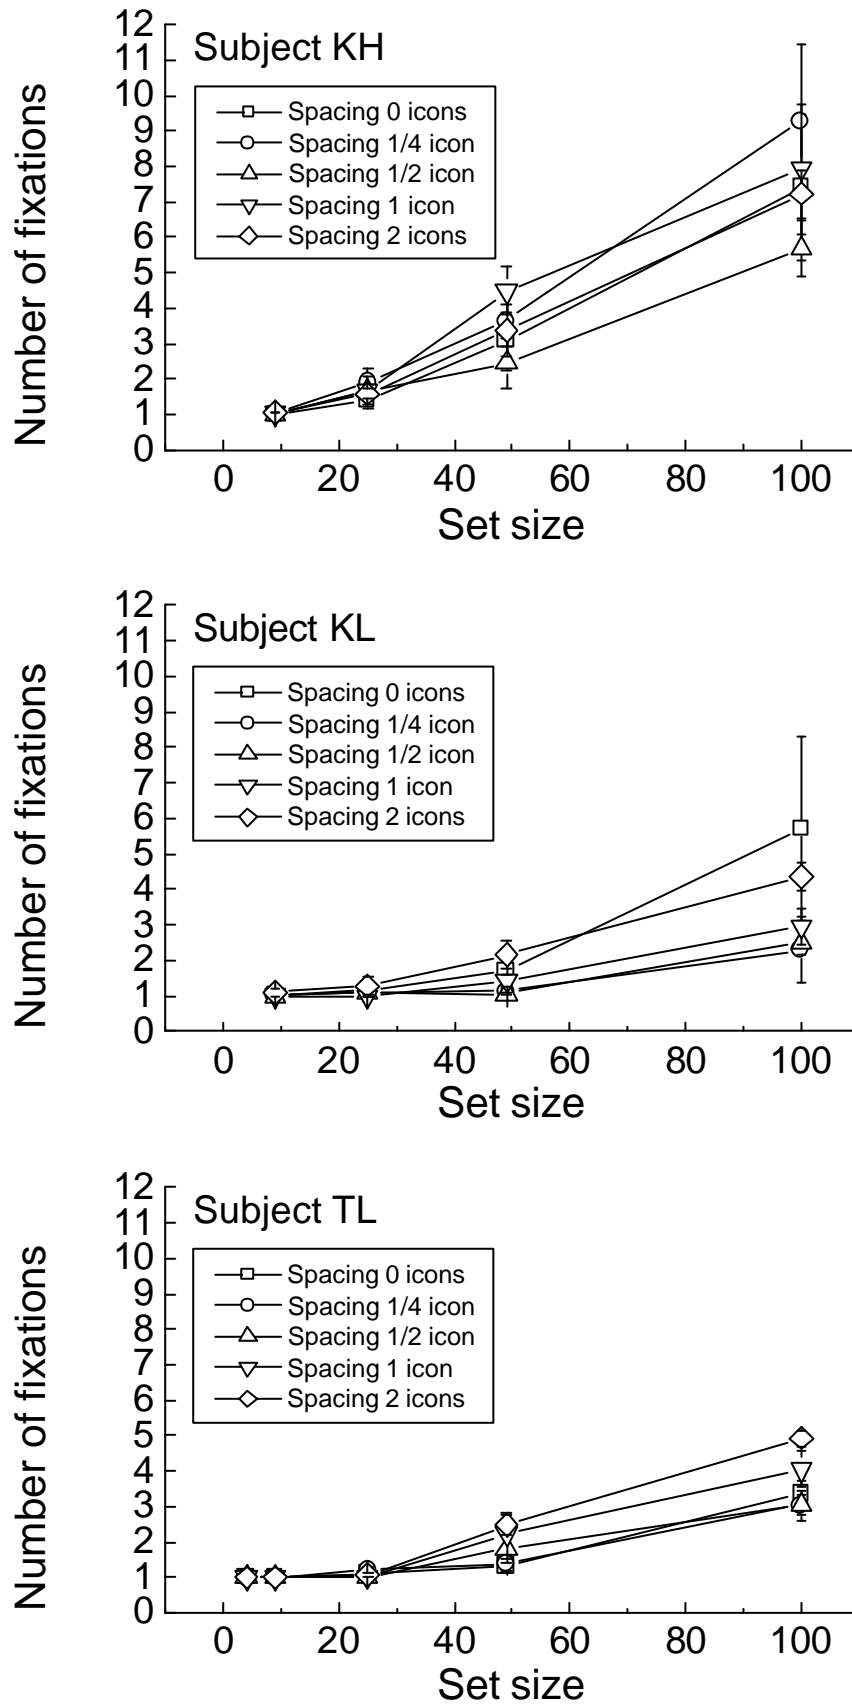 Subject KH
Spacing 0 icons
Spacing 1/4 icon
Spacing 1/2 icon
Spacing 1 icon
Spacing 2 icons
Number of fixations
12
11
10
9
8
7
6
5
4
3
2
1
0
0 20 40 60 80 100
Set size
Subject KL
Spacing 0 icons
Spacing 1/4 icon
Spacing 1/2 icon
Spacing 1 icon
Spacing 2 icons
Number of fixations
12
11
10
9
8
7
6
5
4
3
2
1
0
0 20 40 60 80 100
Set size
Subject TL
Spacing 0 icons
Spacing 1/4 icon
Spacing 1/2 icon
Spacing 1 icon
Spacing 2 icons
Number of fixations
12
11
10
9
8
7
6
5
4
3
2
1
0
0 20 40 60 80 100
Set size